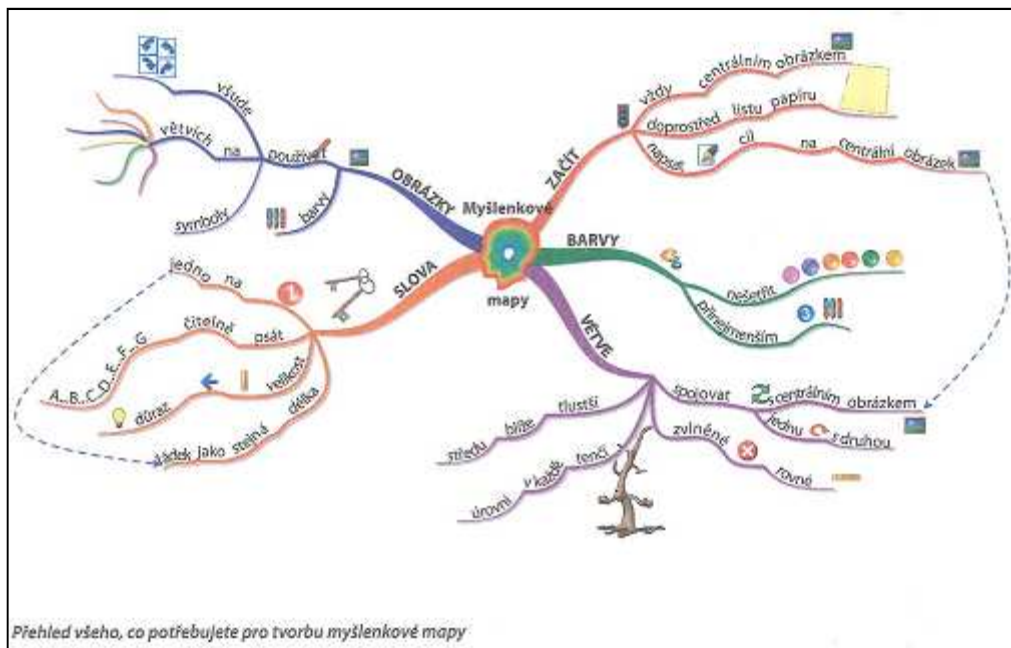 Myšlenkové
mapy
ZAČÍT
vždy centrálním obrázkem
doprostřed listu papíru
napsat cíl na centrální obrázek
BARVY
nešetřit
přinejmenším
3
VĚTVE
spojovat
s centrálním obrázkem
jednu s druhou
zvlněné
rovné
tlustší blíže středu
tenčí v každé úrovni
SLOVA
jedno na
psát čitelně
A..B..C..D..E..F..G
velikost důraz
délka stejná jako
OBRÁZKY
používat
na
všude
větvích
symboly
barvy
Přehled všeho, co potřebujete pro tvorbu myšlenkové mapy